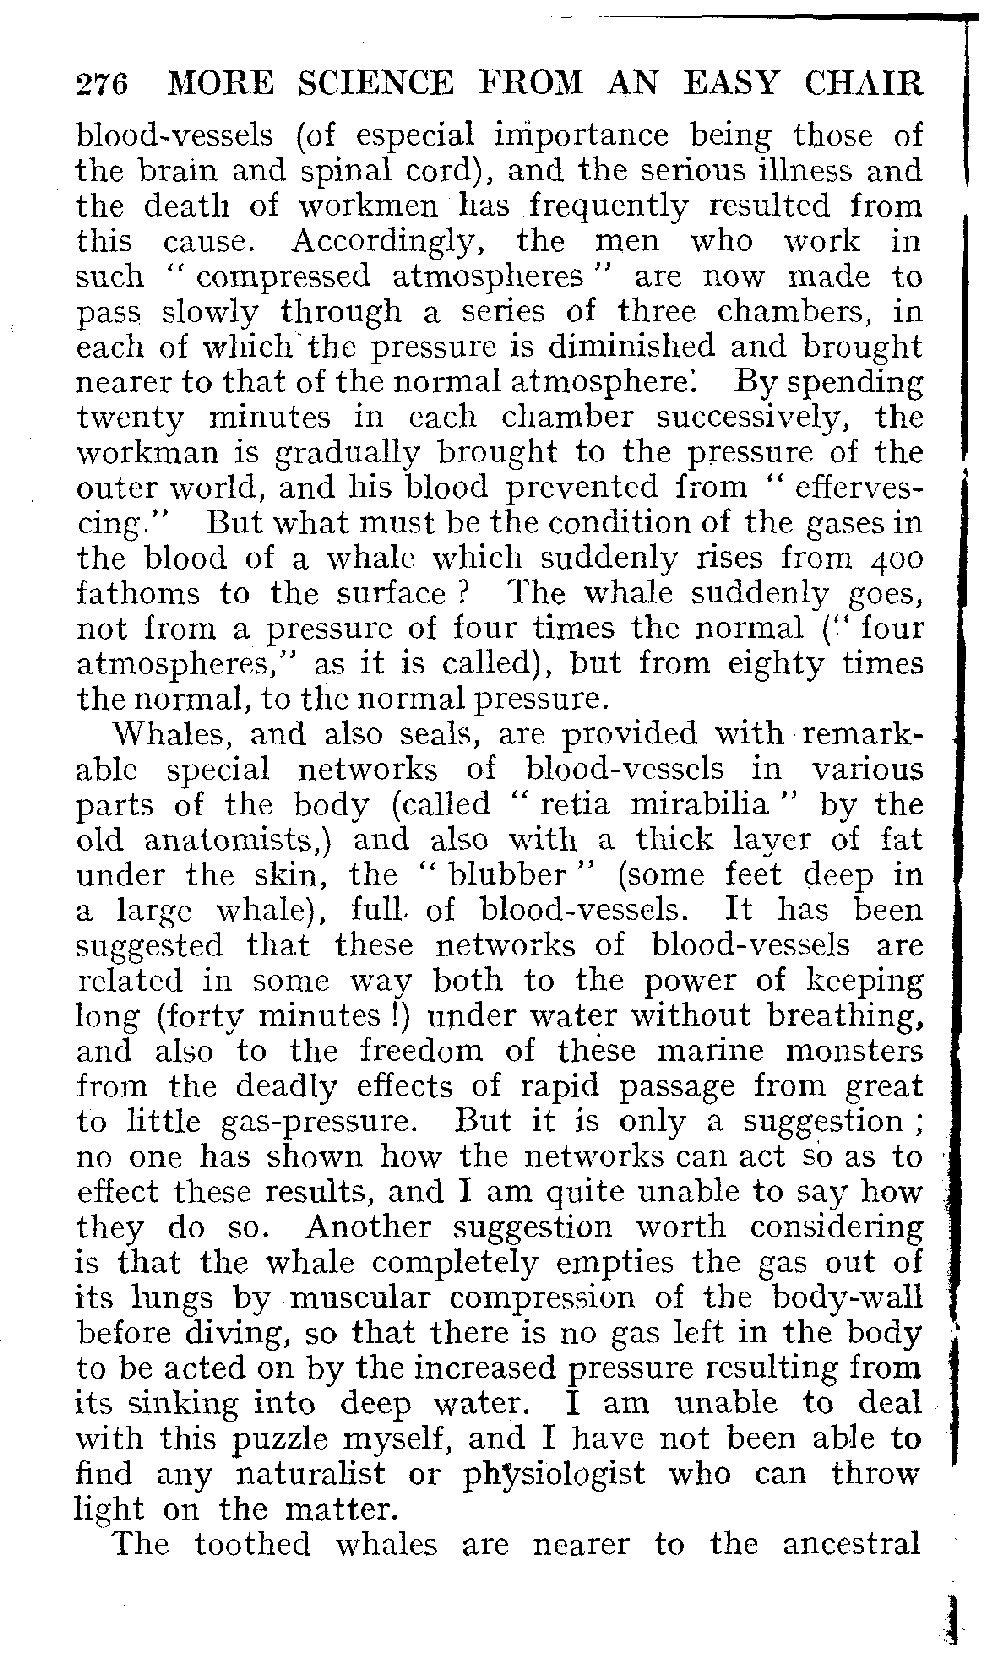 276 MORE SCIENCE FROM AN EASY CHAIR
blood-vessels (of especial importance being those of
the brain and spinal cord), and the serious illness and
the death of workmen has frequently resulted from
this cause. Accordingly, the men who work in
such “ compressed atmospheres ” are now made to
pass slowly through a series of three chambers, in
each of which the pressure is diminished and brought
nearer to that of the normal atmosphere. By spending
twenty minutes in each chamber successively, the
workman is gradually brought to the pressure of the
outer world, and his blood prevented from “ efferves-
cing.” But what must be the condition of the gases in
the blood of a whale which suddenly rises from 400
fathoms to the surface ? The whale suddenly goes,
not from a pressure of four times the normal (“ four
atmospheres,” as it is called), but from eighty times
the normal, to the normal pressure.
Whales, and also seals, are provided with remark-
able special networks of blood-vessels in various
parts of the body (called “ retia mirabilia ” by the
old anatomists,) and also with a thick layer of fat
under the skin, the “ blubber ” (some feet deep in
a large whale), full of blood-vessels. It has been
suggested that these networks of blood-vessels are
related in some way both to the power of keeping
long (forty minutes !) under water without breathing,
and also to the freedom of these marine monsters
from the deadly effects of rapid passage from great
to little gas-pressure. But it is only a suggestion ;
no one has shown how the networks can act so as to
effect these results, and I am quite unable to say how
they do so. Another suggestion worth considering
is that the whale completely empties the gas out of
its lungs by muscular compression of the body-wall
before diving, so that there is no gas left in the body
to be acted on by the increased pressure resulting from
its sinking into deep water. I am unable to deal
with this puzzle myself, and I have not been able to
find any naturalist or physiologist who can throw
light on the matter.
The toothed whales are nearer to the ancestral